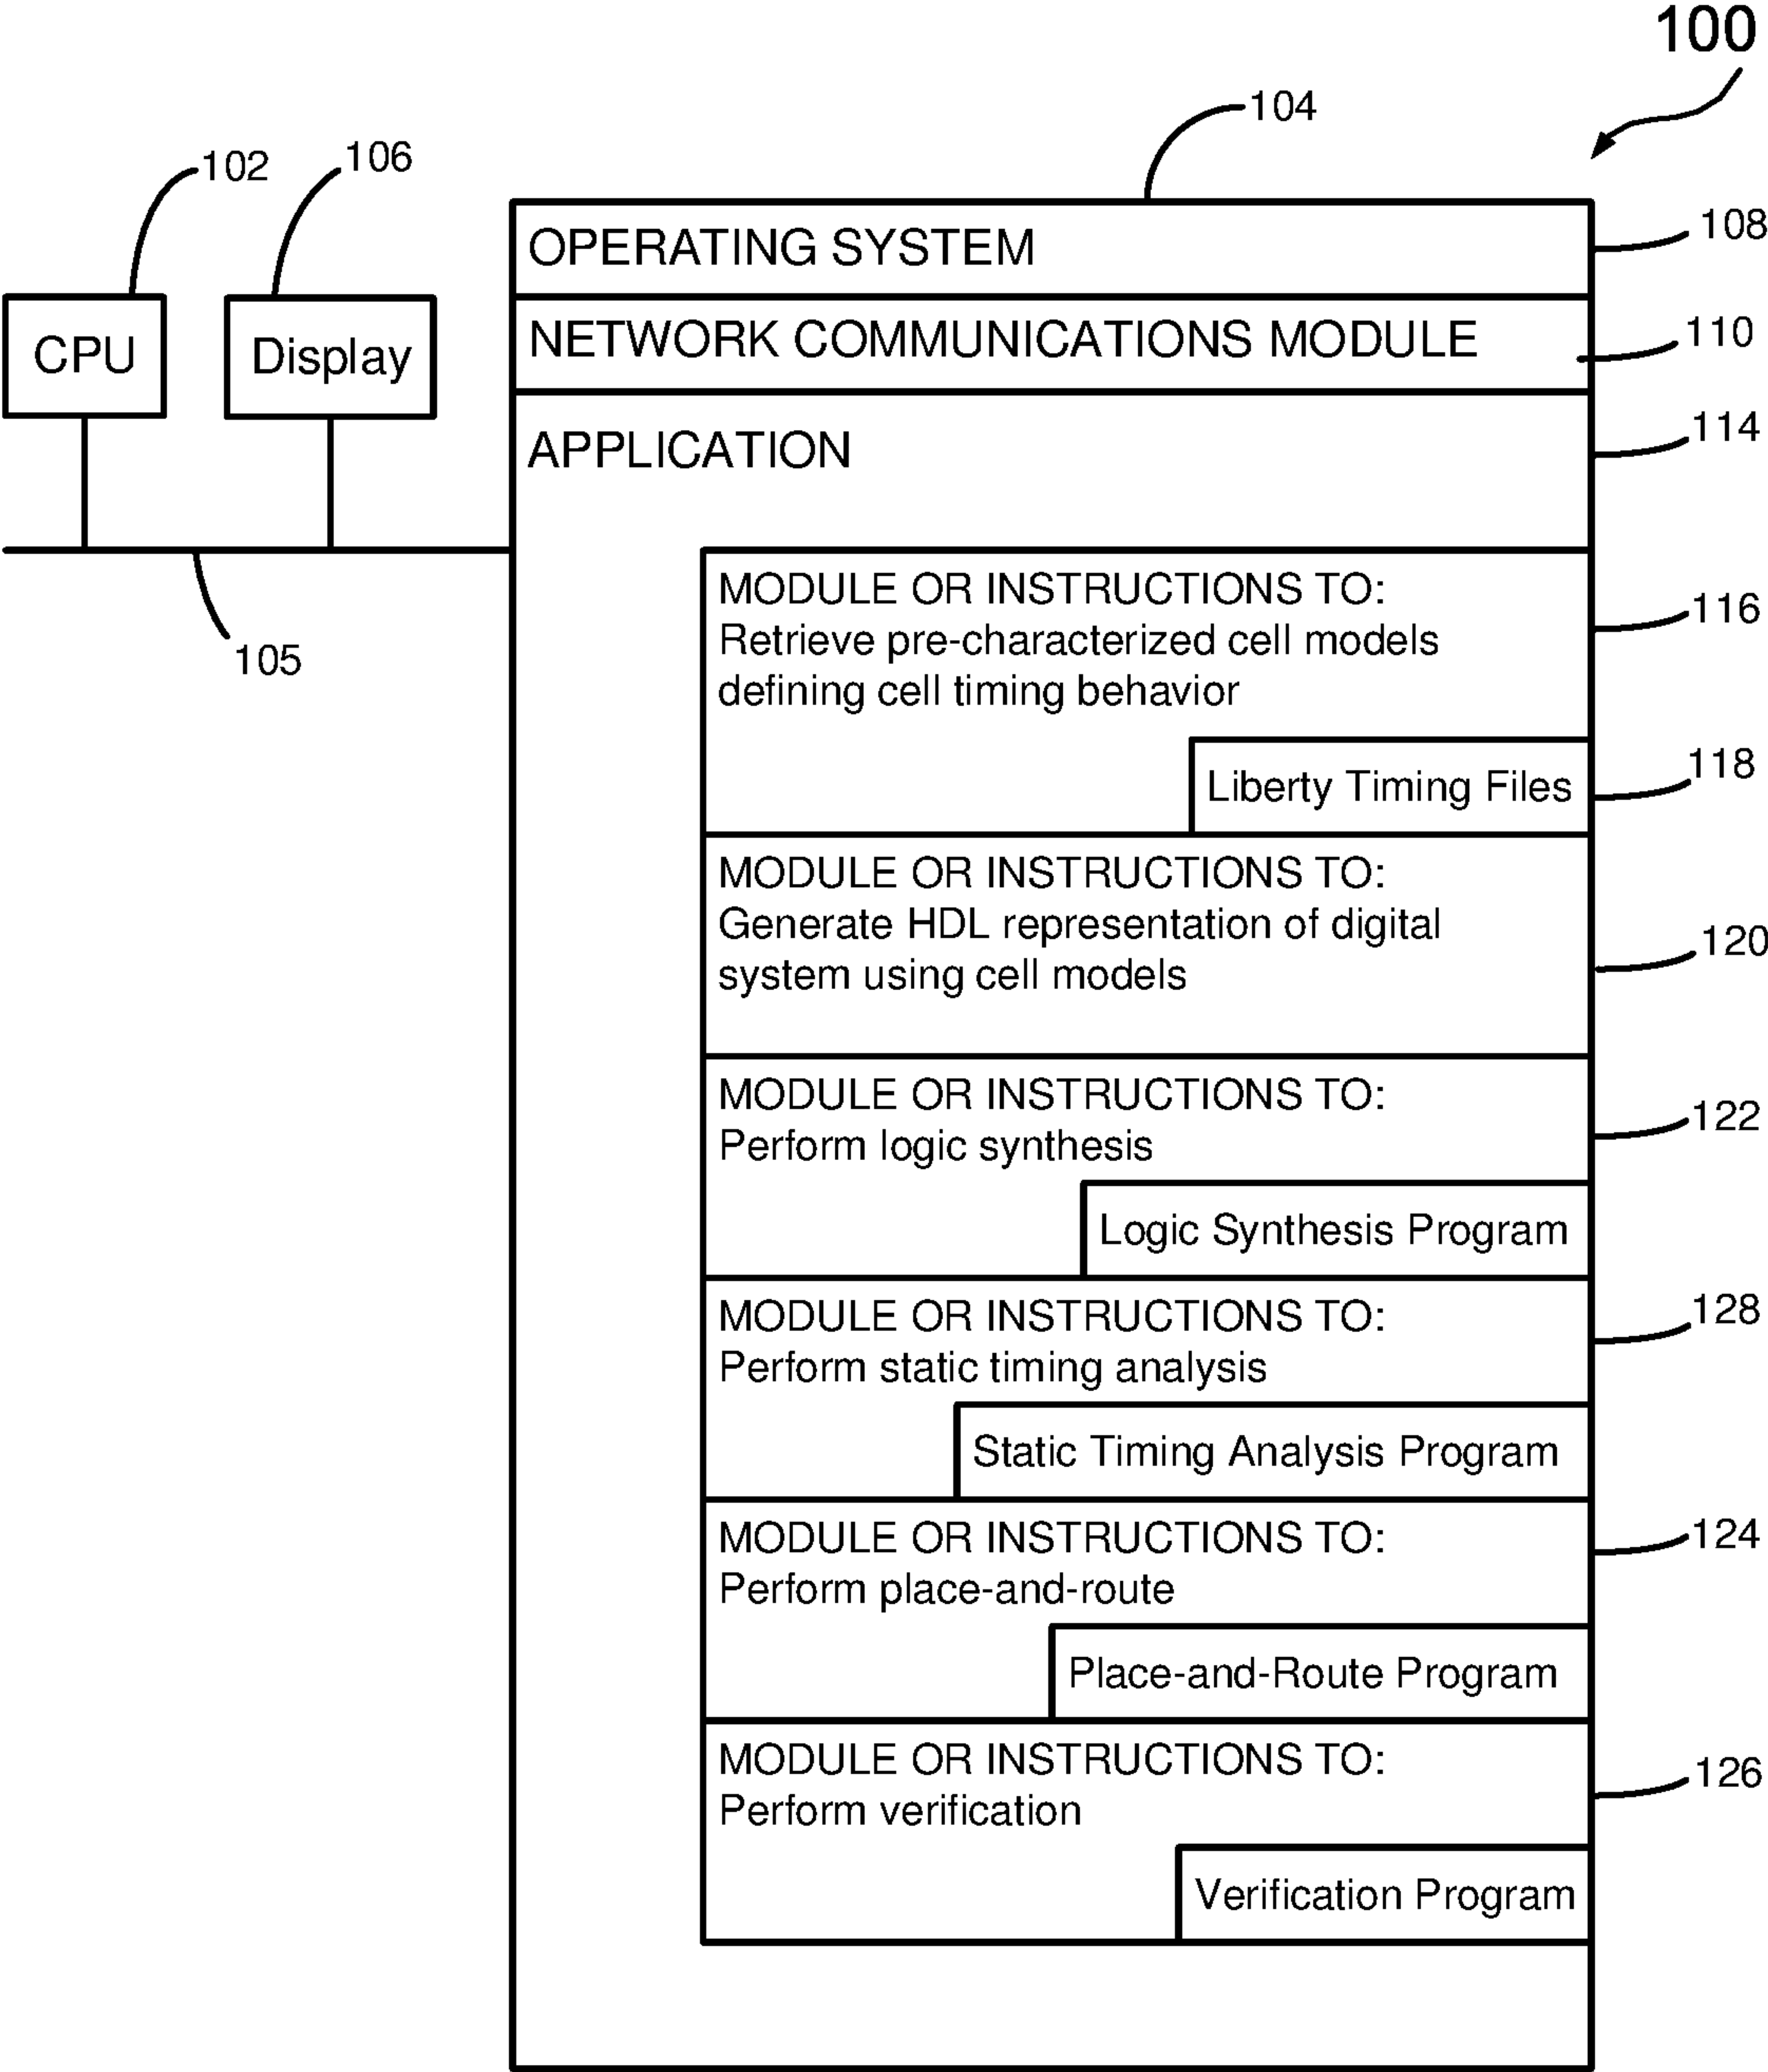 100
104
102
106
108
OPERATING SYSTEM
110
NETWORK COMMUNICATIONS MODULE
CPU
Display
114
APPLICATION
105
MODULE OR INSTRUCTIONS TO:
116
Retrieve pre-characterized cell models
defining cell timing behavior
118
Liberty Timing Files
MODULE OR INSTRUCTIONS TO:
Generate HDL representation of digital
120
system using cell models
MODULE OR INSTRUCTIONS TO:
122
Perform logic synthesis
Logic Synthesis Program
MODULE OR INSTRUCTIONS TO:
128
Perform static timing analysis
Static Timing Analysis Program
MODULE OR INSTRUCTIONS TO:
124
Perform place-and-route
Place-and-Route Program
MODULE OR INSTRUCTIONS TO:
126
Perform verification
Verification Program